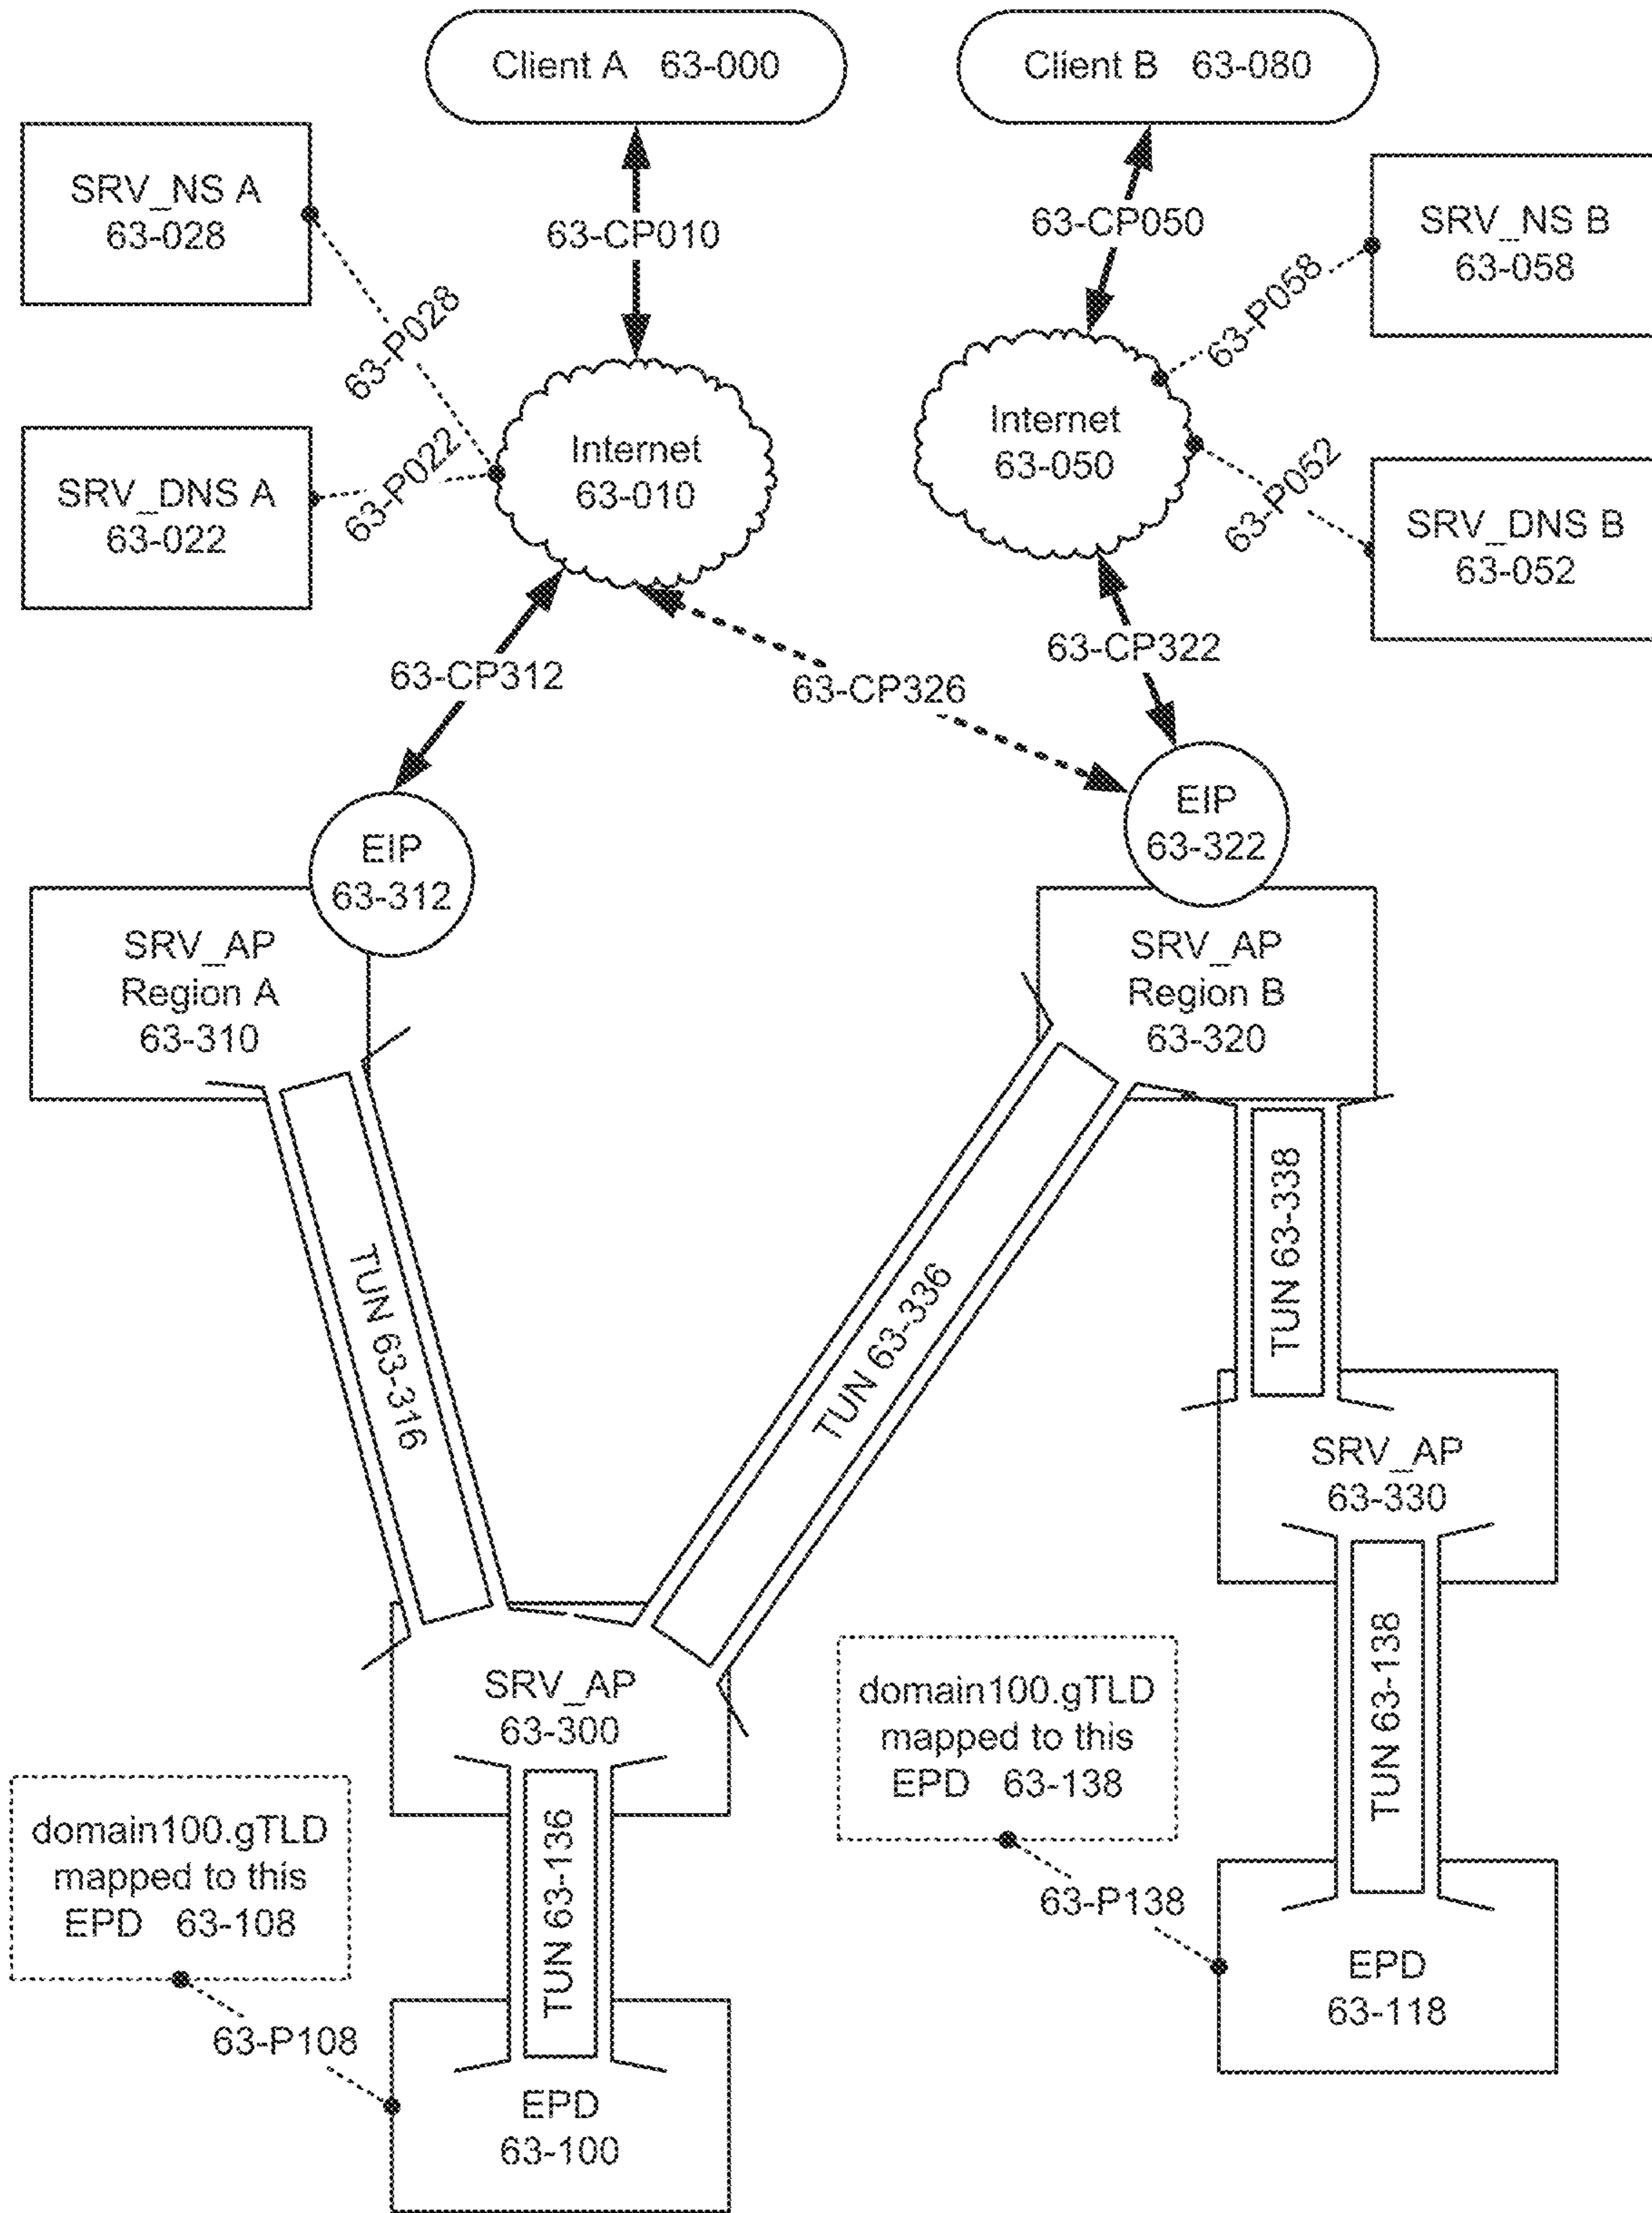 Client A 63-000
Client B 63-080
SRV_NS A
63-028
63-CP010
63-CP050
SRV_NS B
63-058
63-P028
63-P058
Internet
63-010
Internet
63-050
SRV_DNS A
63-022
63-P022
63-P052
SRV_DNS B
63-052
63-CP312
63-CP326
63-CP322
EIP
63-312
EIP
63-322
SRV_AP
Region A
63-310
SRV_AP
Region B
63-320
TUN 63-316
TUN 63-336
TUN 63-338
SRV_AP
63-330
SRV_AP
63-300
domain100.gTLD
mapped to this
EPD 63-138
TUN 63-138
domain100.gTLD
mapped to this
EPD 63-108
TUN 63-136
63-P138
63-P108
EPD
63-118
EPD
63-100